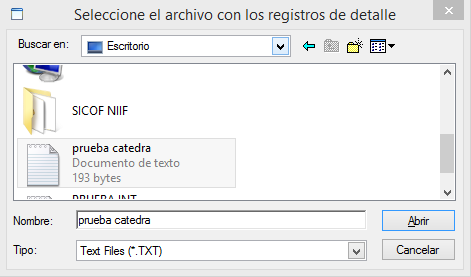 Seleccione el archivo con los registros de detalle
Buscar en: Escritorio
SICOF NIIF
prueba catedra
Documento de texto
193 bytes
PRUEBA INT
Nombre: prueba catedra Abrir
Tipo: Text Files (*.TXT) Cancelar